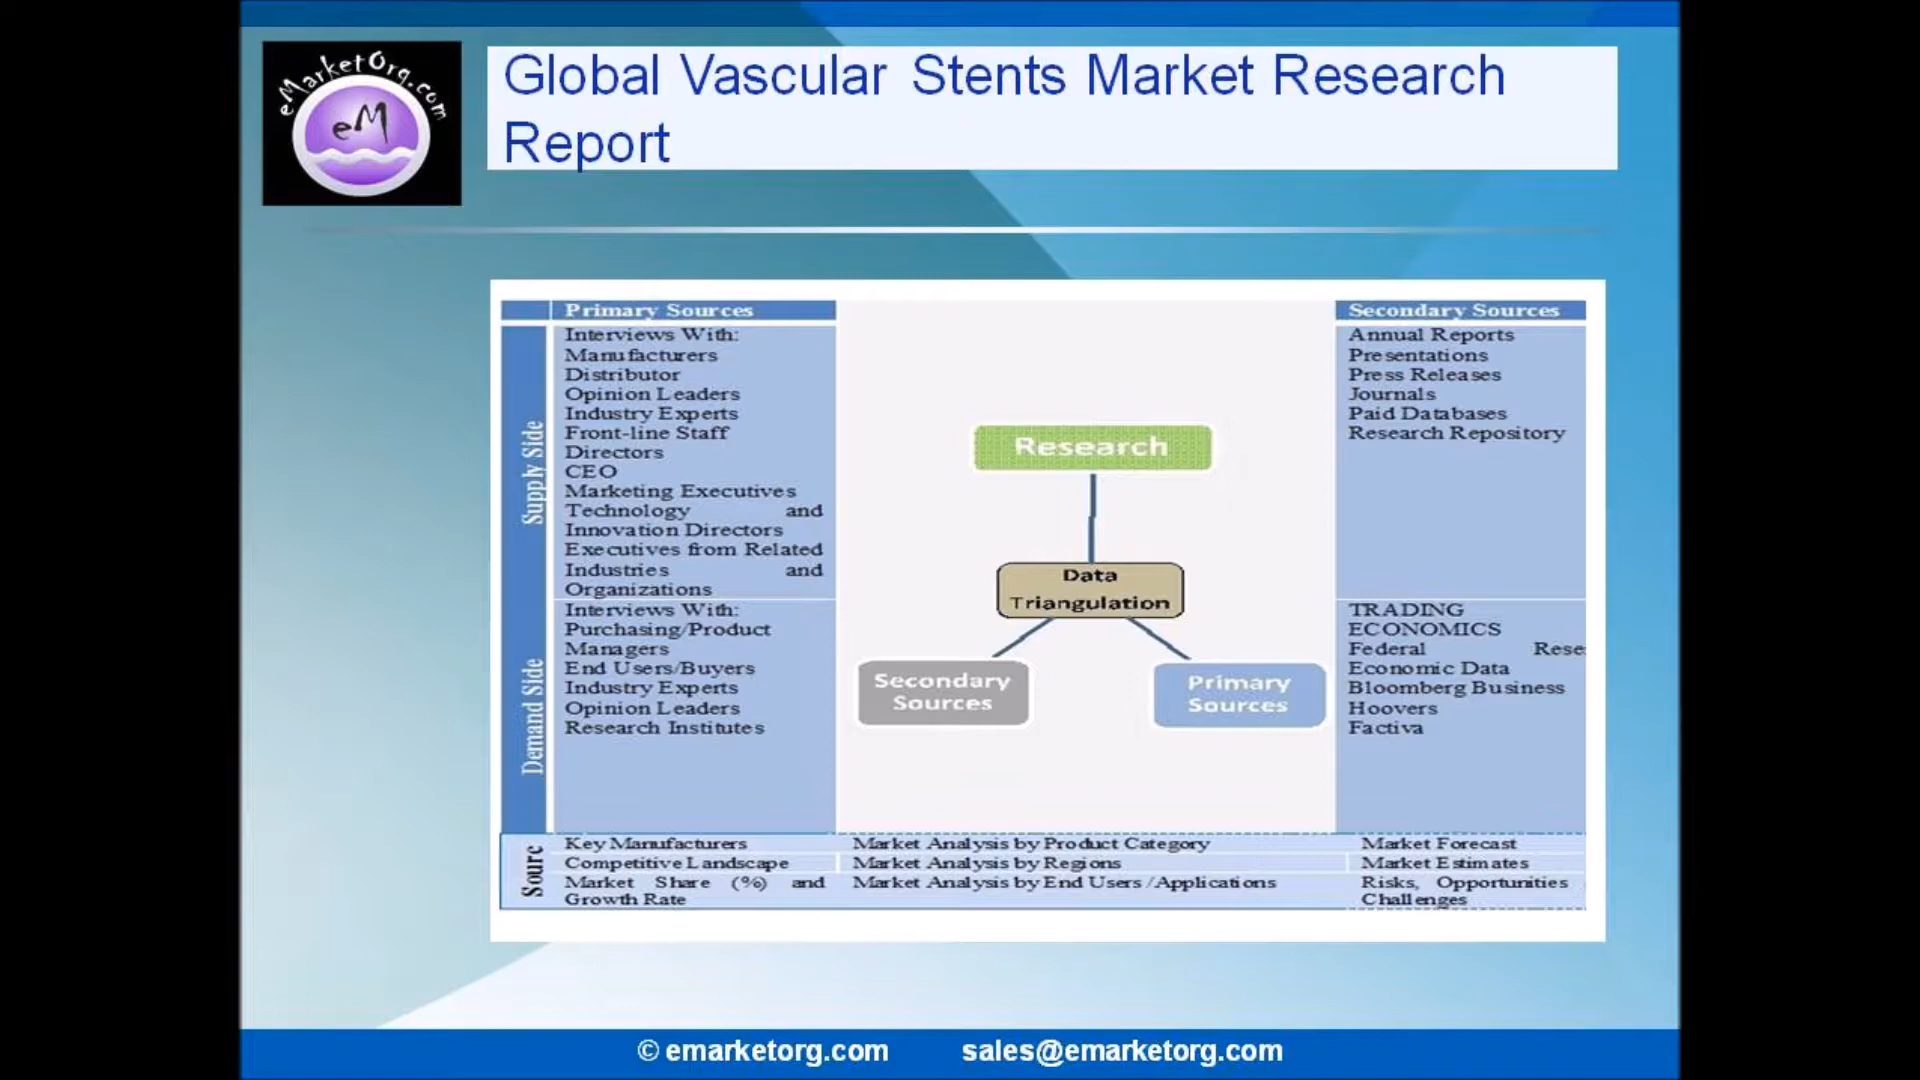 eMarketOrg.com
eM
Global Vascular Stents Market Research
Report
Primary Sources
Supply Side
Interviews With:
Manufacturers
Distributor
Opinion Leaders
Industry Experts
Front-line Staff
Directors
CEO
Marketing Executives
Technology and
Innovation Directors
Executives from Related
Industries and
Organizations
Demand Side
Interviews With:
Purchasing/Product
Managers
End Users/Buyers
Industry Experts
Opinion Leaders
Research Institutes
Research
Data
Triangulation
Secondary
Sources
Primary
Sources
Secondary Sources
Annual Reports
Presentations
Press Releases
Journals
Paid Databases
Research Repository
TRADING
ECONOMICS
Federal Rese
Economic Data
Bloomberg Business
Hoovers
Factiva
Sourc
Key Manufacturers
Competitive Landscape
Market Share (%) and
Growth Rate
Market Analysis by Product Category
Market Analysis by Regions
Market Analysis by End Users /Applications
Market Forecast
Market Estimates
Risks, Opportunities
Challenges
© emarketorg.com sales@emarketorg.com